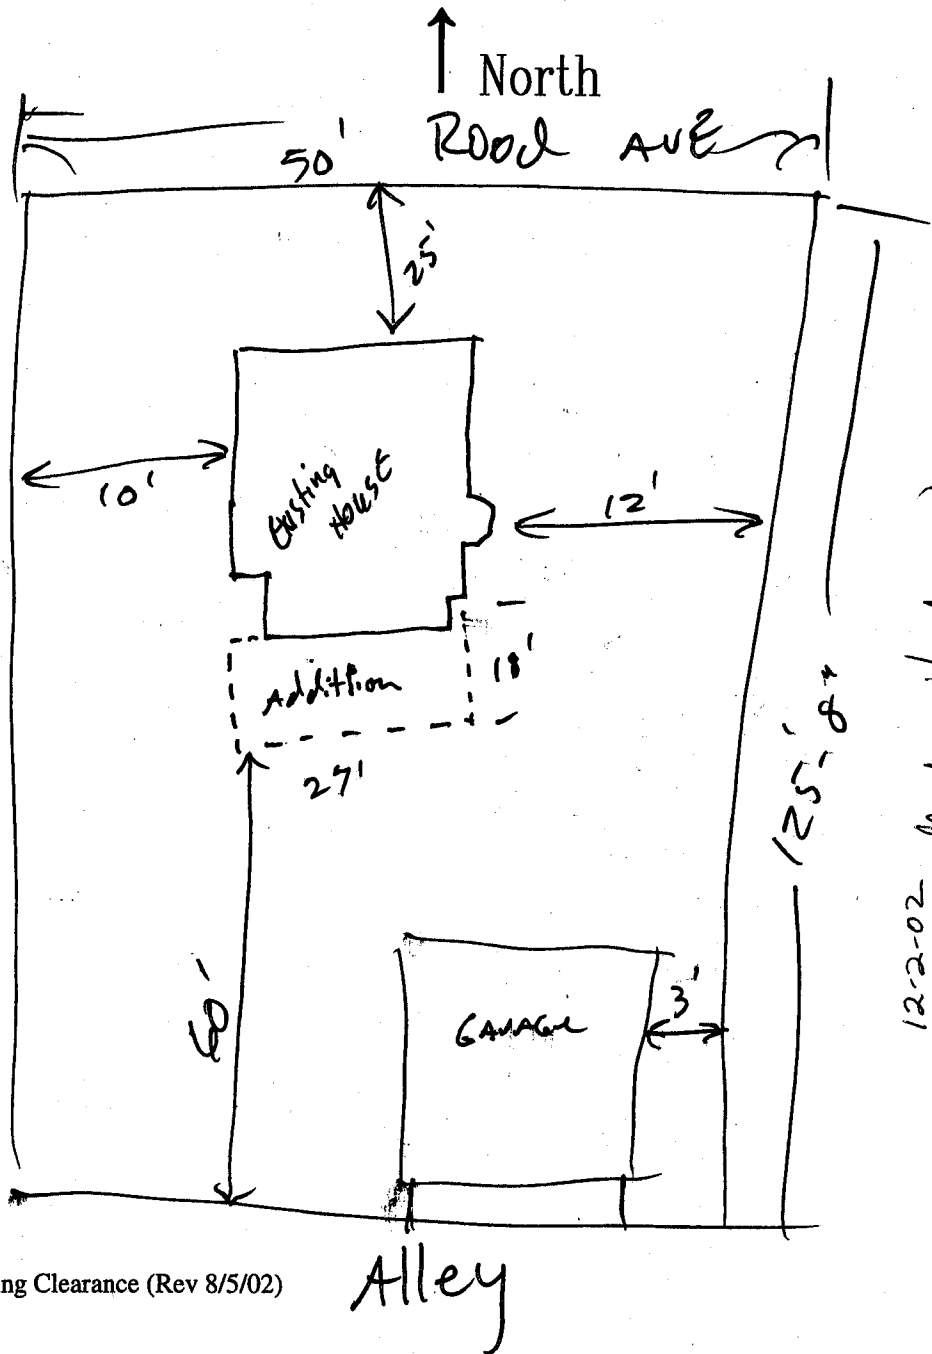 North
Rood AVE
50'
25'
10'
Existing
House
12'
Addition
18'
27'
125' 8"
60'
GARAGE
3'
12-2-02
Alley
ng Clearance (Rev 8/5/02)